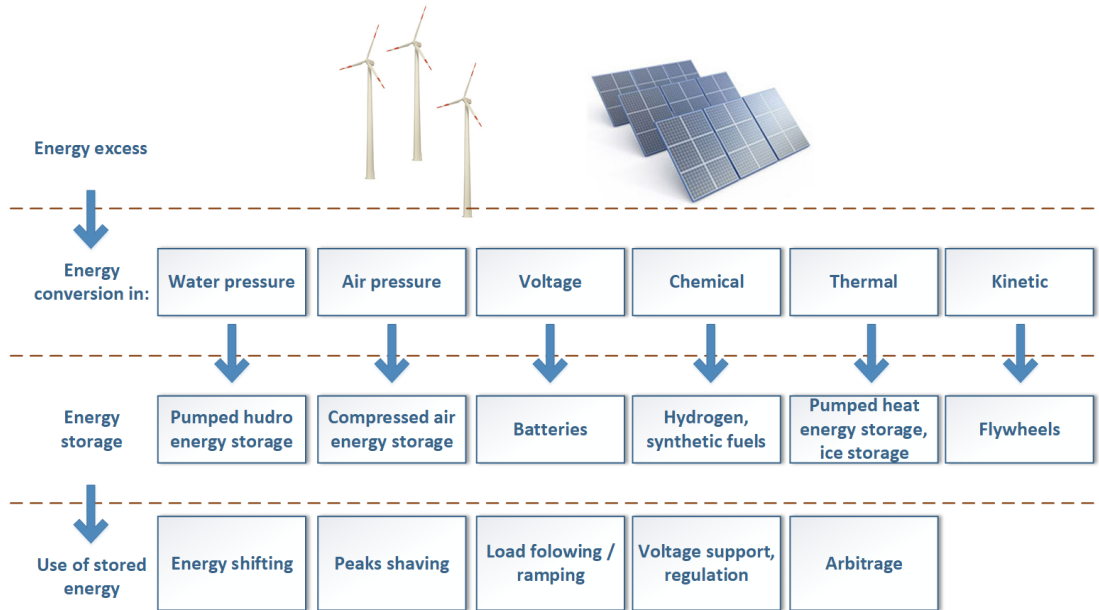 Energy excess
Energy
conversion in:
Water pressure
Air pressure
Voltage
Chemical
Thermal
Kinetic
Energy
storage
Pumped hudro
energy storage
Compressed air
energy storage
Batteries
Hydrogen,
synthetic fuels
Pumped heat
energy storage,
ice storage
Flywheels
Use of stored
energy
Energy shifting
Peaks shaving
Load folowing /
ramping
Voltage support,
regulation
Arbitrage